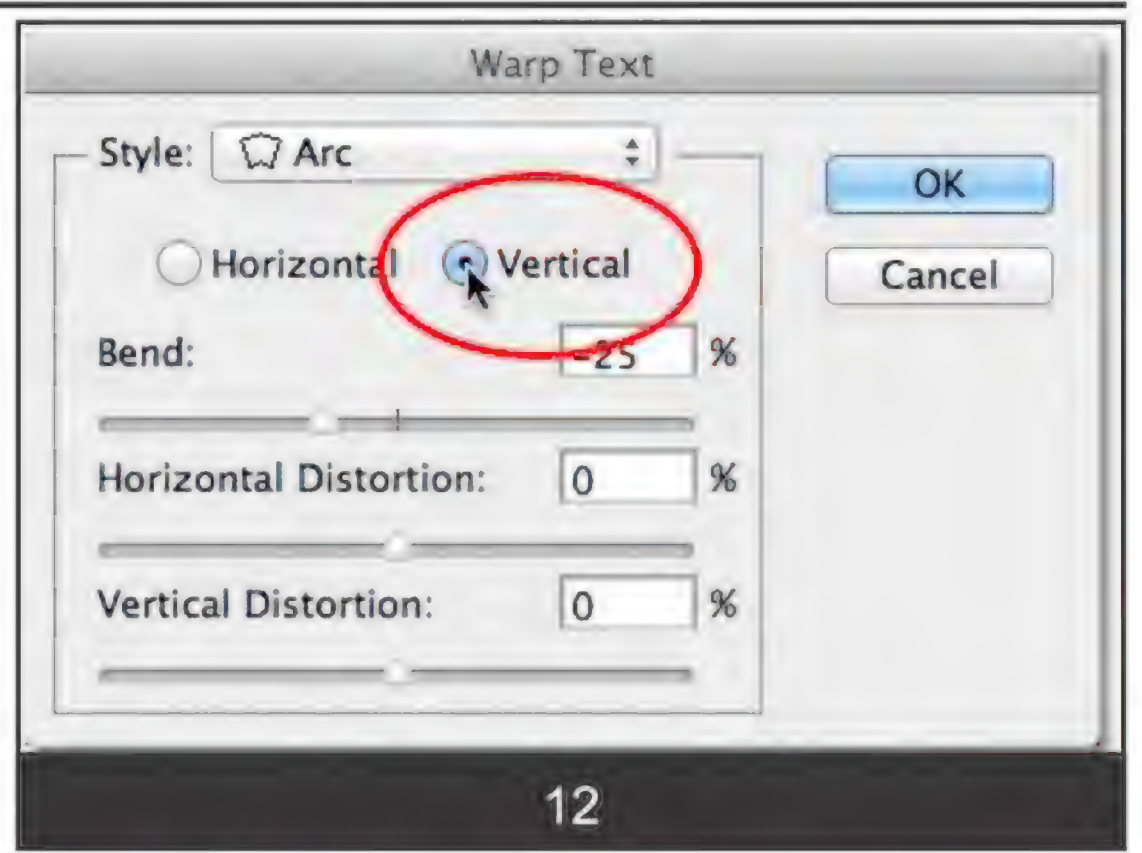 Warp Text
Style: Arc
OK
Horizontal Vertical
Cancel
Bend: -25 %
Horizontal Distortion: 0 %
Vertical Distortion: 0 %
12